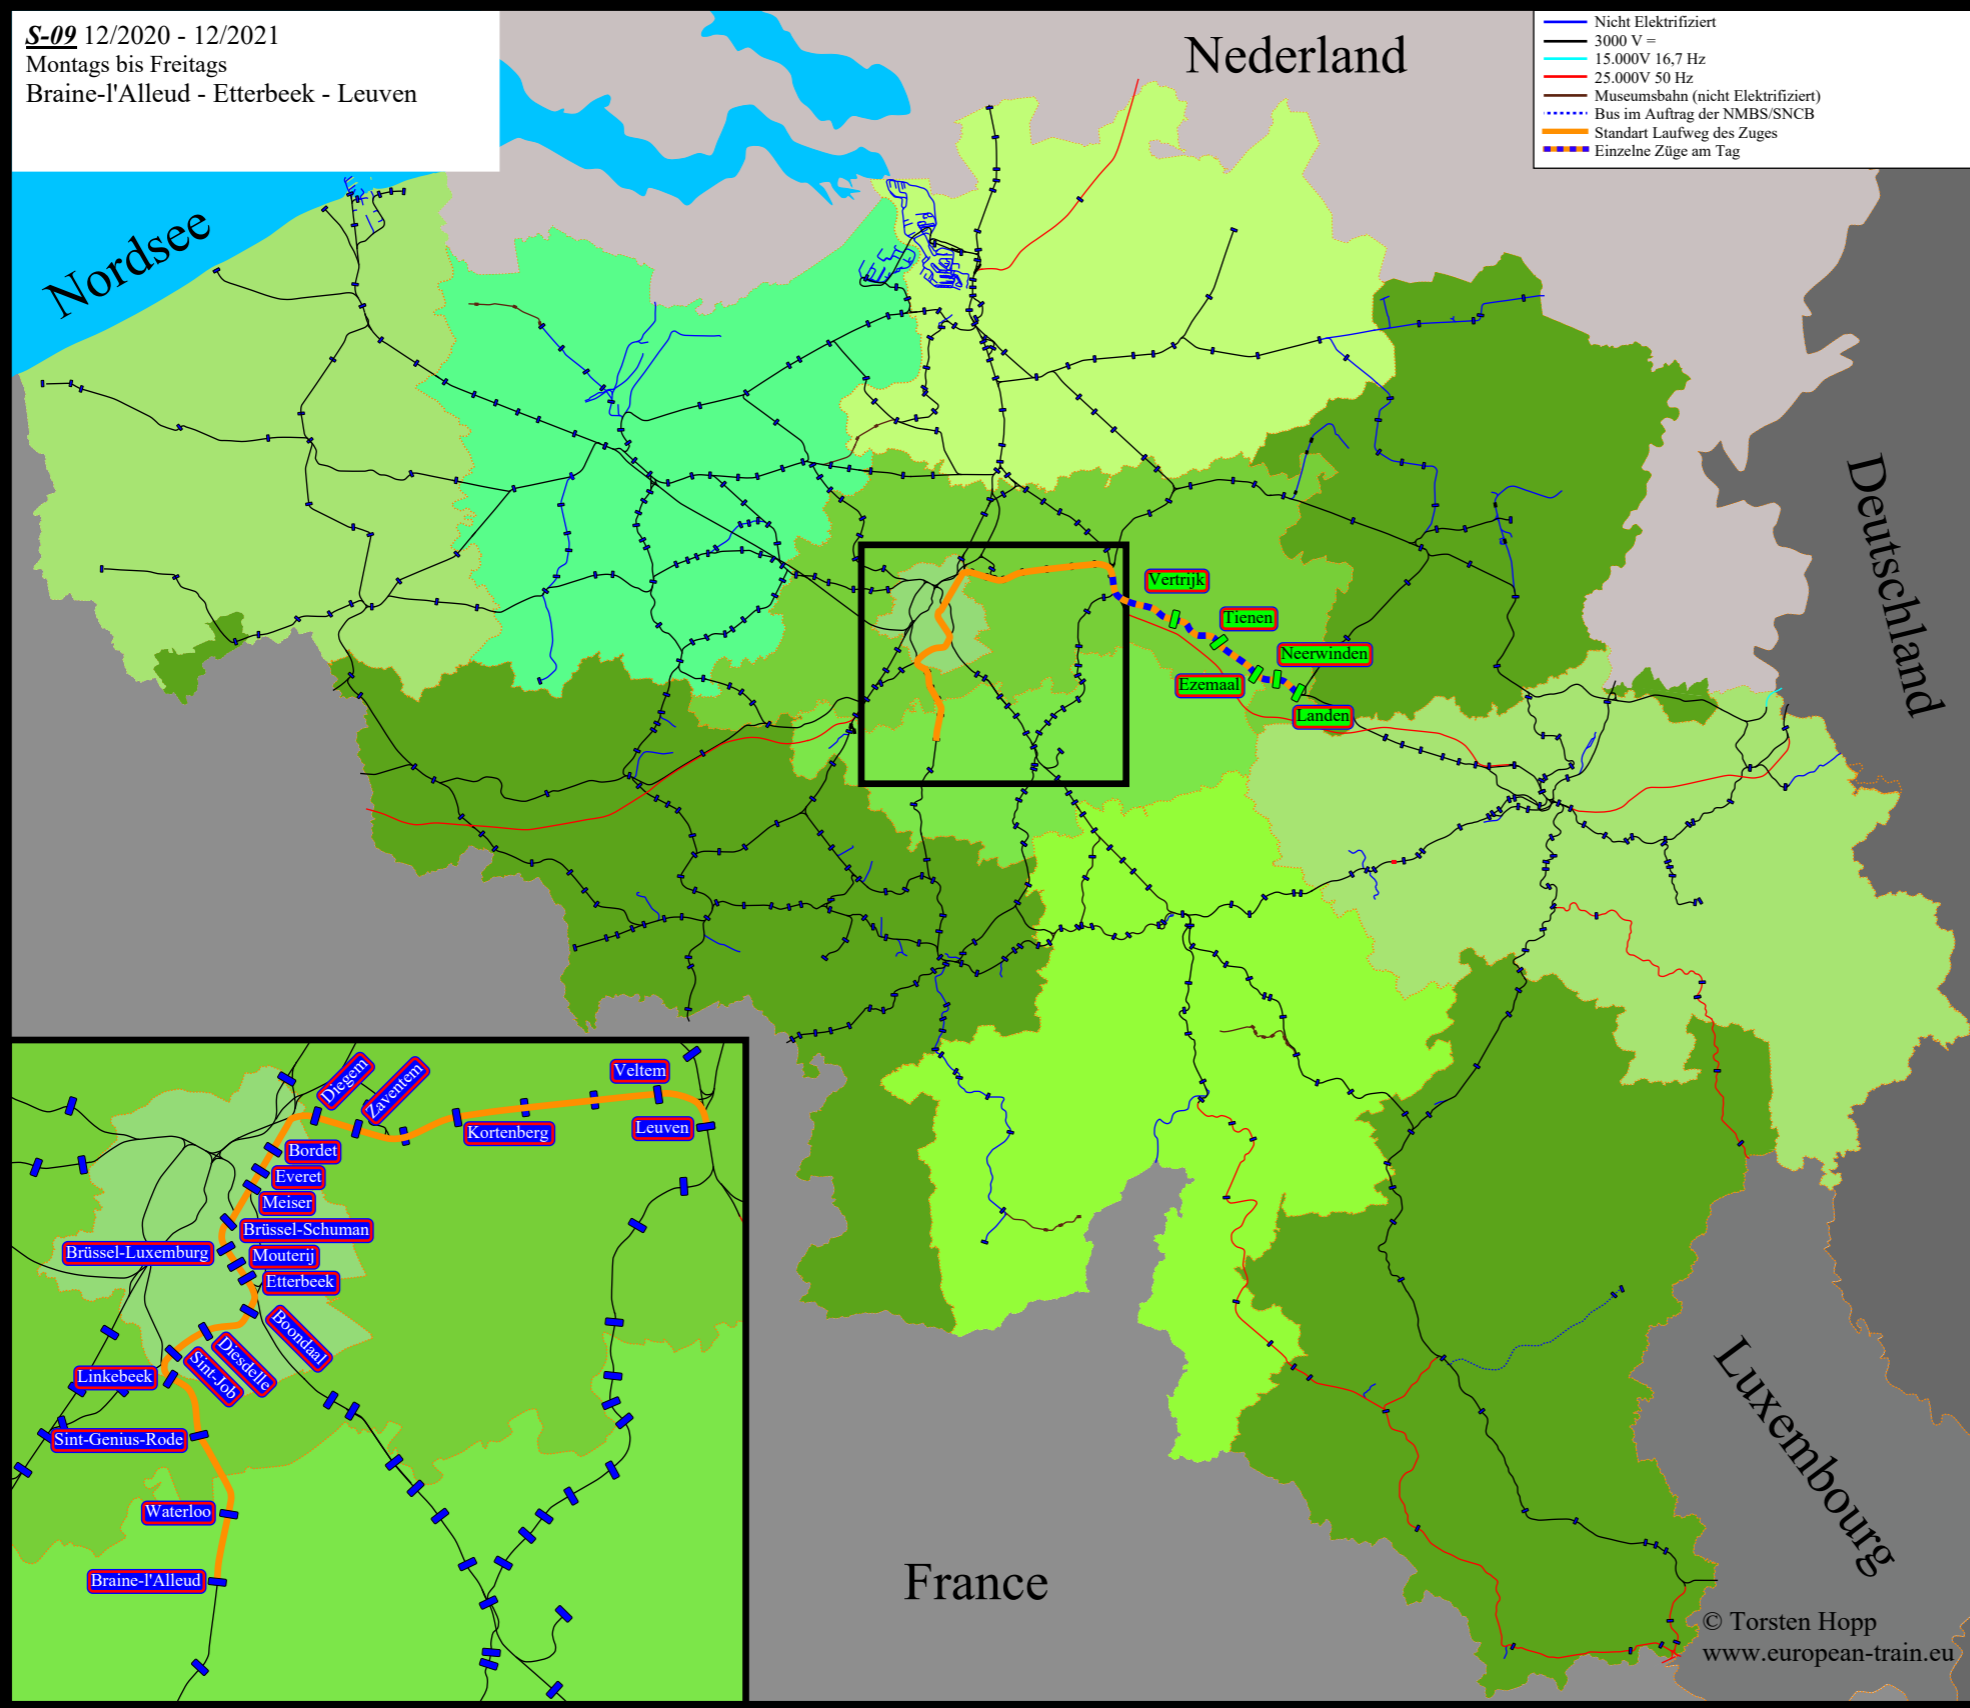 S-09 12/2020 - 12/2021
Montags bis Freitags
Braine-l'Alleud - Etterbeek - Leuven
Nicht Elektrifiziert
3000 V =
15.000V 16,7 Hz
25.000V 50 Hz
Museumsbahn (nicht Elektrifiziert)
Bus im Auftrag der NMBS/SNCB
Standart Laufweg des Zuges
Einzelne Züge am Tag
Nederland
Nordsee
Deutschland
Vertrijk
Tienen
Neerwinden
Ezemaal
Landen
Diegem
Zaventem
Veltem
Kortenberg
Leuven
Bordet
Everet
Meiser
Brüssel-Schuman
Brüssel-Luxemburg
Mouterij
Etterbeek
Boondaal
Diesdelle
Sint-Job
Linkebeek
Sint-Genius-Rode
Waterloo
Braine-l'Alleud
France
Luxembourg
© Torsten Hopp
www.european-train.eu